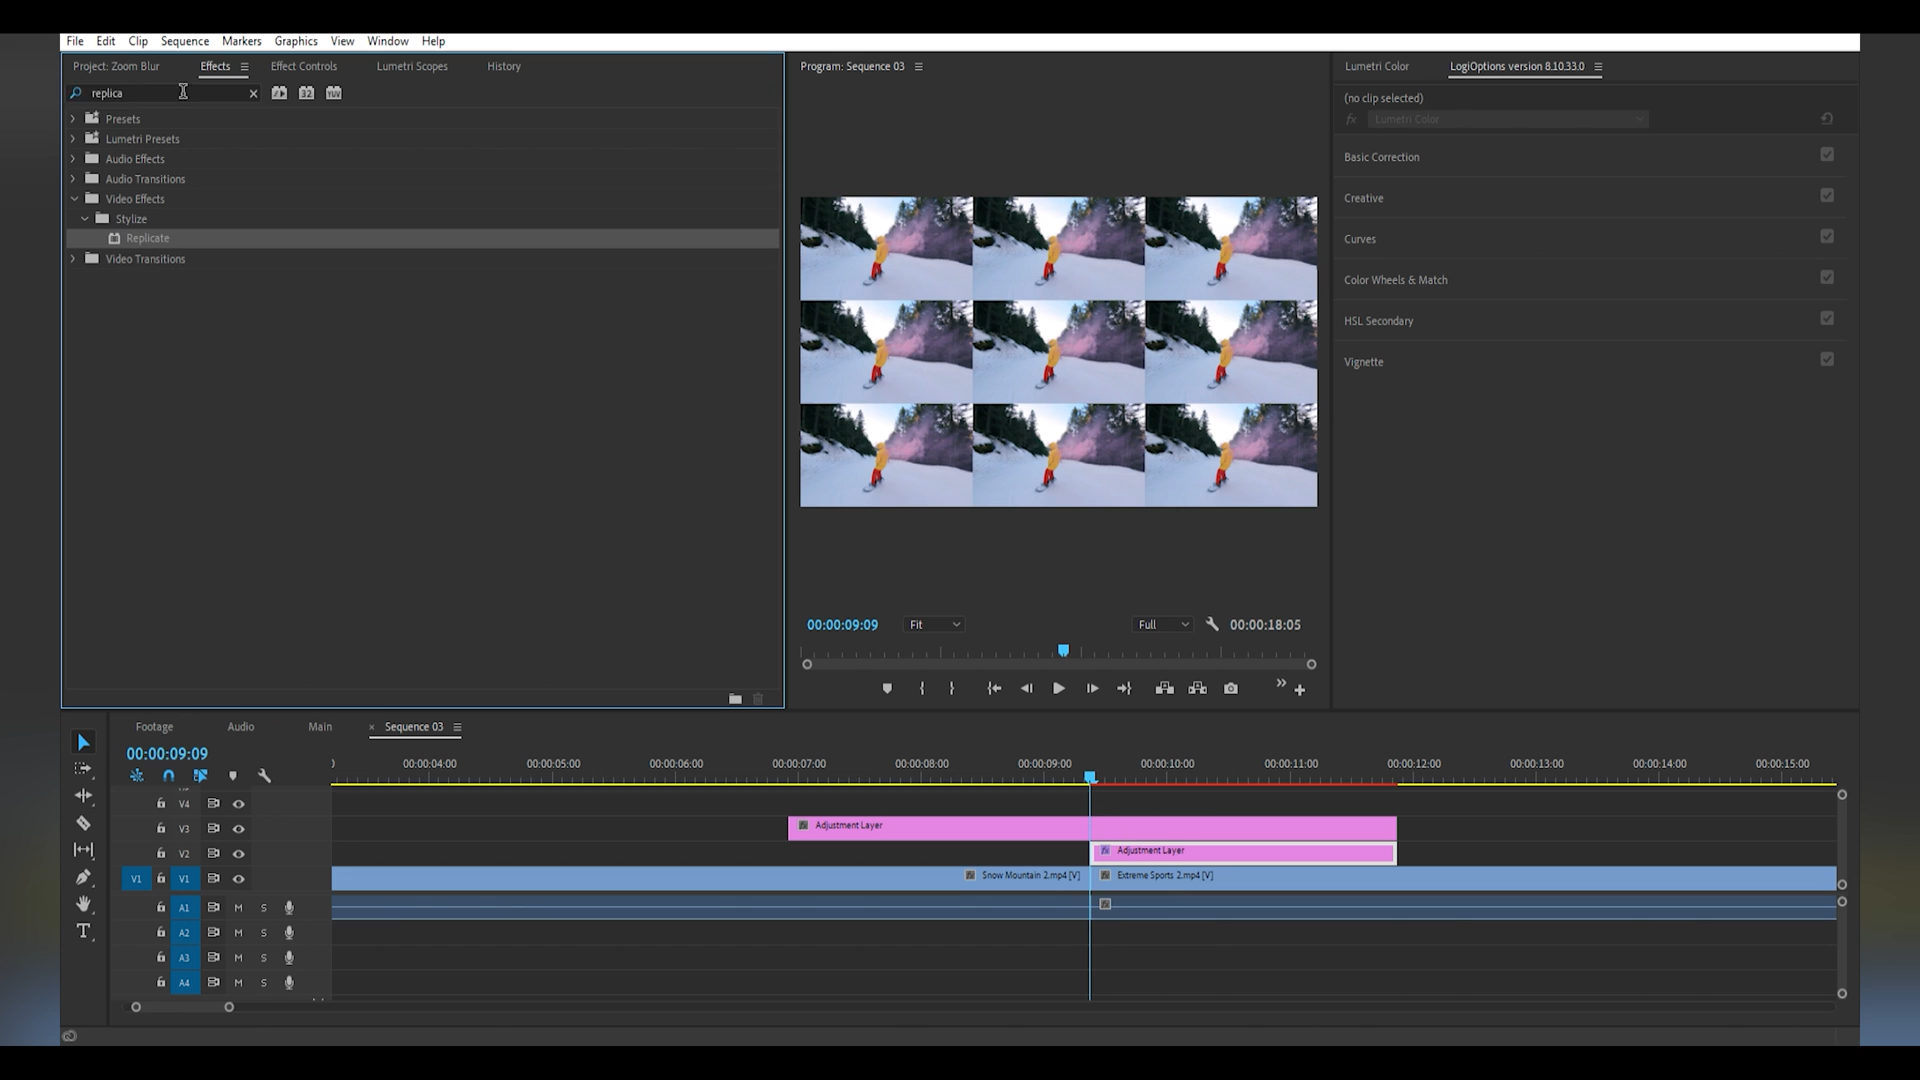 File Edit Clip Sequence Markers Graphics View Window Help
Project: Zoom Blur Effects Effect Controls Lumetri Scopes History
replica
32 YUV
Presets
Lumetri Presets
Audio Effects
Audio Transitions
Video Effects
Stylize
Replicate
Video Transitions
Program: Sequence 03
00:00:09:09 Fit Full 00:00:18:05
Lumetri Color LogiOptions version 8.10.33.0
(no clip selected)
fx Lumetri Color
Basic Correction
Creative
Curves
Color Wheels & Match
HSL Secondary
Vignette
Footage Audio Main × Sequence 03
00:00:09:09
00:00:04:00 00:00:05:00 00:00:06:00 00:00:07:00 00:00:08:00 00:00:09:00 00:00:10:00 00:00:11:00 00:00:12:00 00:00:13:00 00:00:14:00 00:00:15:00
V4
V3 Adjustment Layer
V2 Adjustment Layer
V1 V1 Snow Mountain 2.mp4 [V] Extreme Sports 2.mp4 [V]
A1 M S
A2 M S
A3 M S
A4 M S